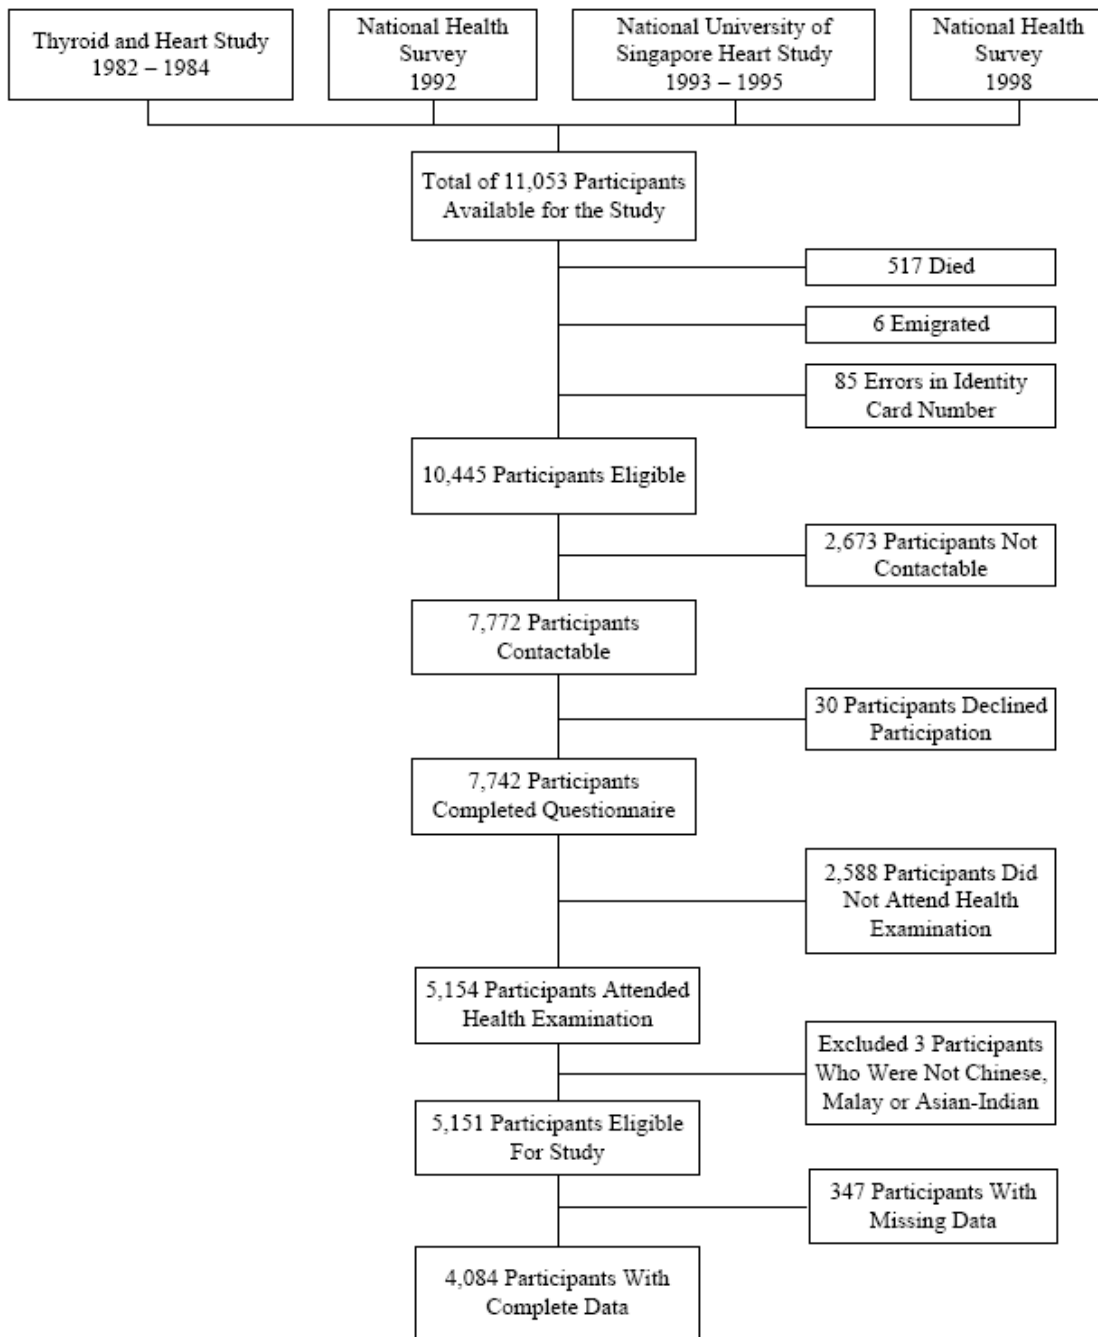 Thyroid and Heart Study
1982 – 1984
National Health
Survey
1992
National University of
Singapore Heart Study
1993 – 1995
National Health
Survey
1998
Total of 11,053 Participants
Available for the Study
517 Died
6 Emigrated
85 Errors in Identity
Card Number
10,445 Participants Eligible
2,673 Participants Not
Contactable
7,772 Participants
Contactable
30 Participants Declined
Participation
7,742 Participants
Completed Questionnaire
2,588 Participants Did
Not Attend Health
Examination
5,154 Participants Attended
Health Examination
Excluded 3 Participants
Who Were Not Chinese,
Malay or Asian-Indian
5,151 Participants Eligible
For Study
347 Participants With
Missing Data
4,084 Participants With
Complete Data